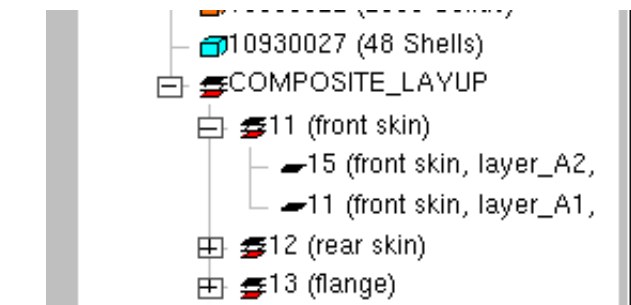 10930027 (48 Shells)
COMPOSITE_LAYUP
11 (front skin)
15 (front skin, layer_A2,
11 (front skin, layer_A1,
12 (rear skin)
13 (flange)